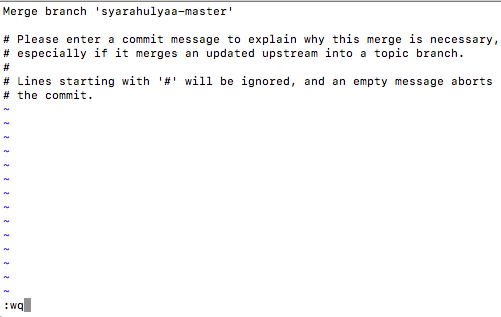 Merge branch 'syarahulyaa-master'
# Please enter a commit message to explain why this merge is necessary,
# especially if it merges an updated upstream into a topic branch.
#
# Lines starting with '#' will be ignored, and an empty message aborts
# the commit.
~
~
~
~
~
~
~
~
~
~
~
~
~
~
:wq